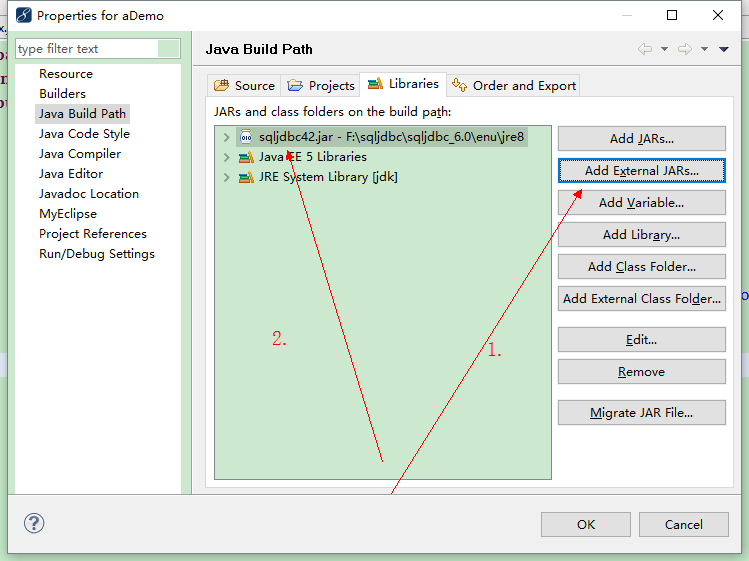 Properties for aDemo
type filter text
Resource
Builders
Java Build Path
Java Code Style
Java Compiler
Java Editor
Javadoc Location
MyEclipse
Project References
Run/Debug Settings
Java Build Path
Source
Projects
Libraries
Order and Export
JARs and class folders on the build path:
sqljdbc42.jar - F:\sqljdbc\sqljdbc_6.0\enu\jre8
Java EE 5 Libraries
JRE System Library [jdk]
Add JARs...
Add External JARs...
Add Variable...
Add Library...
Add Class Folder...
Add External Class Folder...
Edit...
Remove
Migrate JAR File...
2.
1.
OK
Cancel